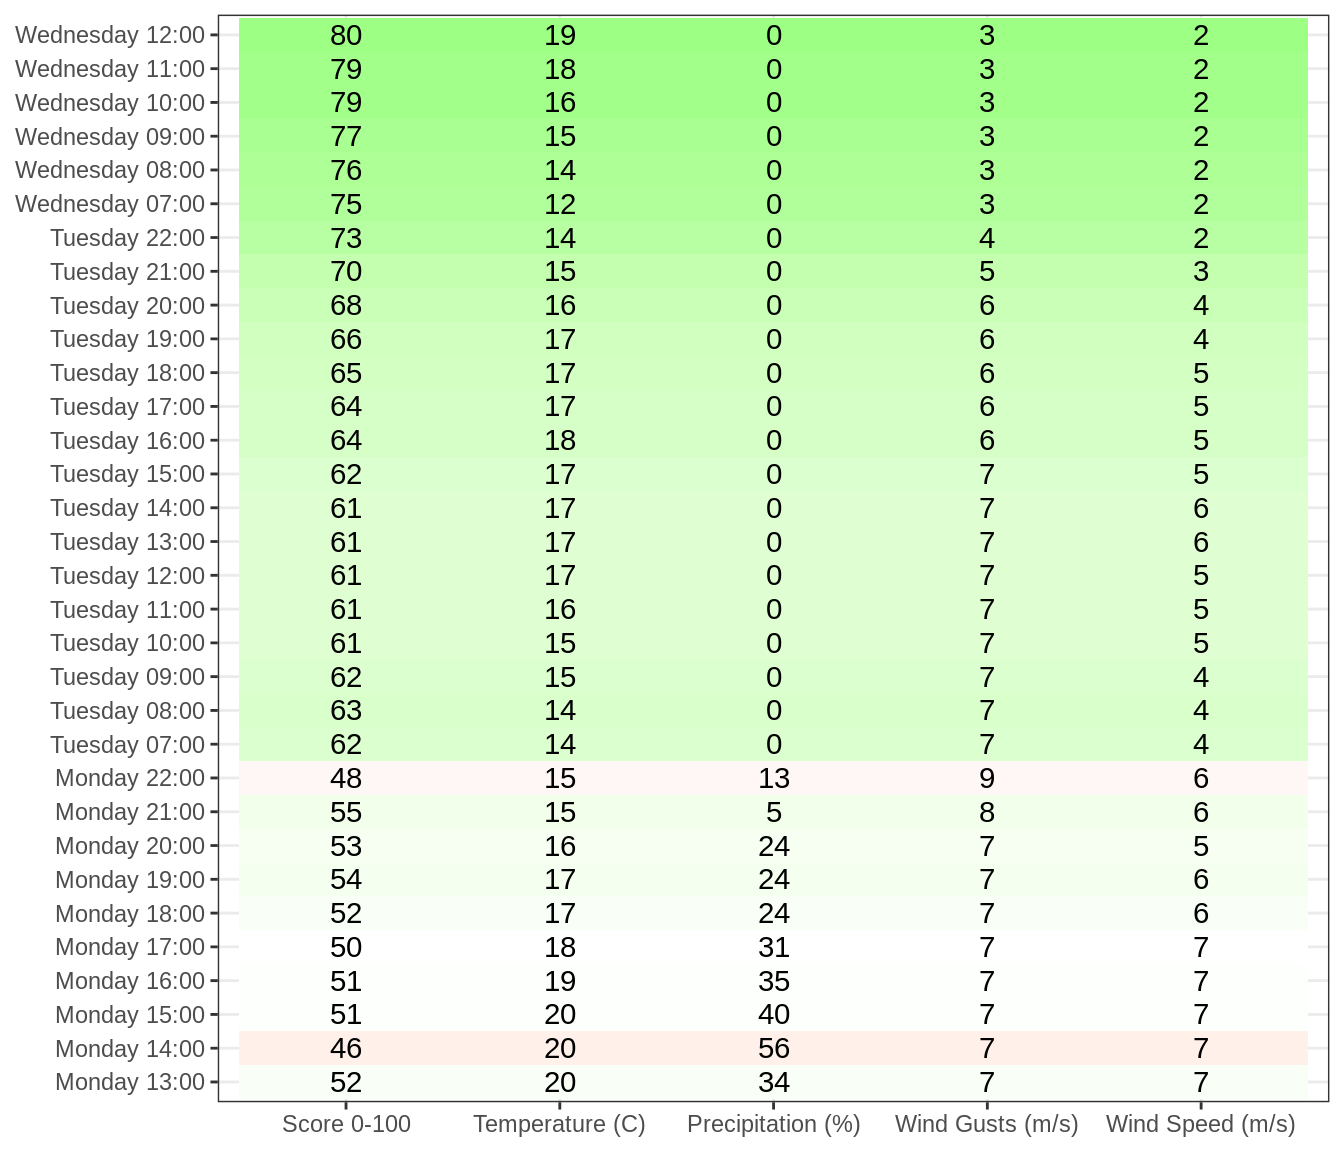 Wednesday 12:00 80 19 0 3 2
Wednesday 11:00 79 18 0 3 2
Wednesday 10:00 79 16 0 3 2
Wednesday 09:00 77 15 0 3 2
Wednesday 08:00 76 14 0 3 2
Wednesday 07:00 75 12 0 3 2
Tuesday 22:00 73 14 0 4 2
Tuesday 21:00 70 15 0 5 3
Tuesday 20:00 68 16 0 6 4
Tuesday 19:00 66 17 0 6 4
Tuesday 18:00 65 17 0 6 5
Tuesday 17:00 64 17 0 6 5
Tuesday 16:00 64 18 0 6 5
Tuesday 15:00 62 17 0 7 5
Tuesday 14:00 61 17 0 7 6
Tuesday 13:00 61 17 0 7 6
Tuesday 12:00 61 17 0 7 5
Tuesday 11:00 61 16 0 7 5
Tuesday 10:00 61 15 0 7 5
Tuesday 09:00 62 15 0 7 4
Tuesday 08:00 63 14 0 7 4
Tuesday 07:00 62 14 0 7 4
Monday 22:00 48 15 13 9 6
Monday 21:00 55 15 5 8 6
Monday 20:00 53 16 24 7 5
Monday 19:00 54 17 24 7 6
Monday 18:00 52 17 24 7 6
Monday 17:00 50 18 31 7 7
Monday 16:00 51 19 35 7 7
Monday 15:00 51 20 40 7 7
Monday 14:00 46 20 56 7 7
Monday 13:00 52 20 34 7 7
Score 0-100 Temperature (C) Precipitation (%) Wind Gusts (m/s) Wind Speed (m/s)